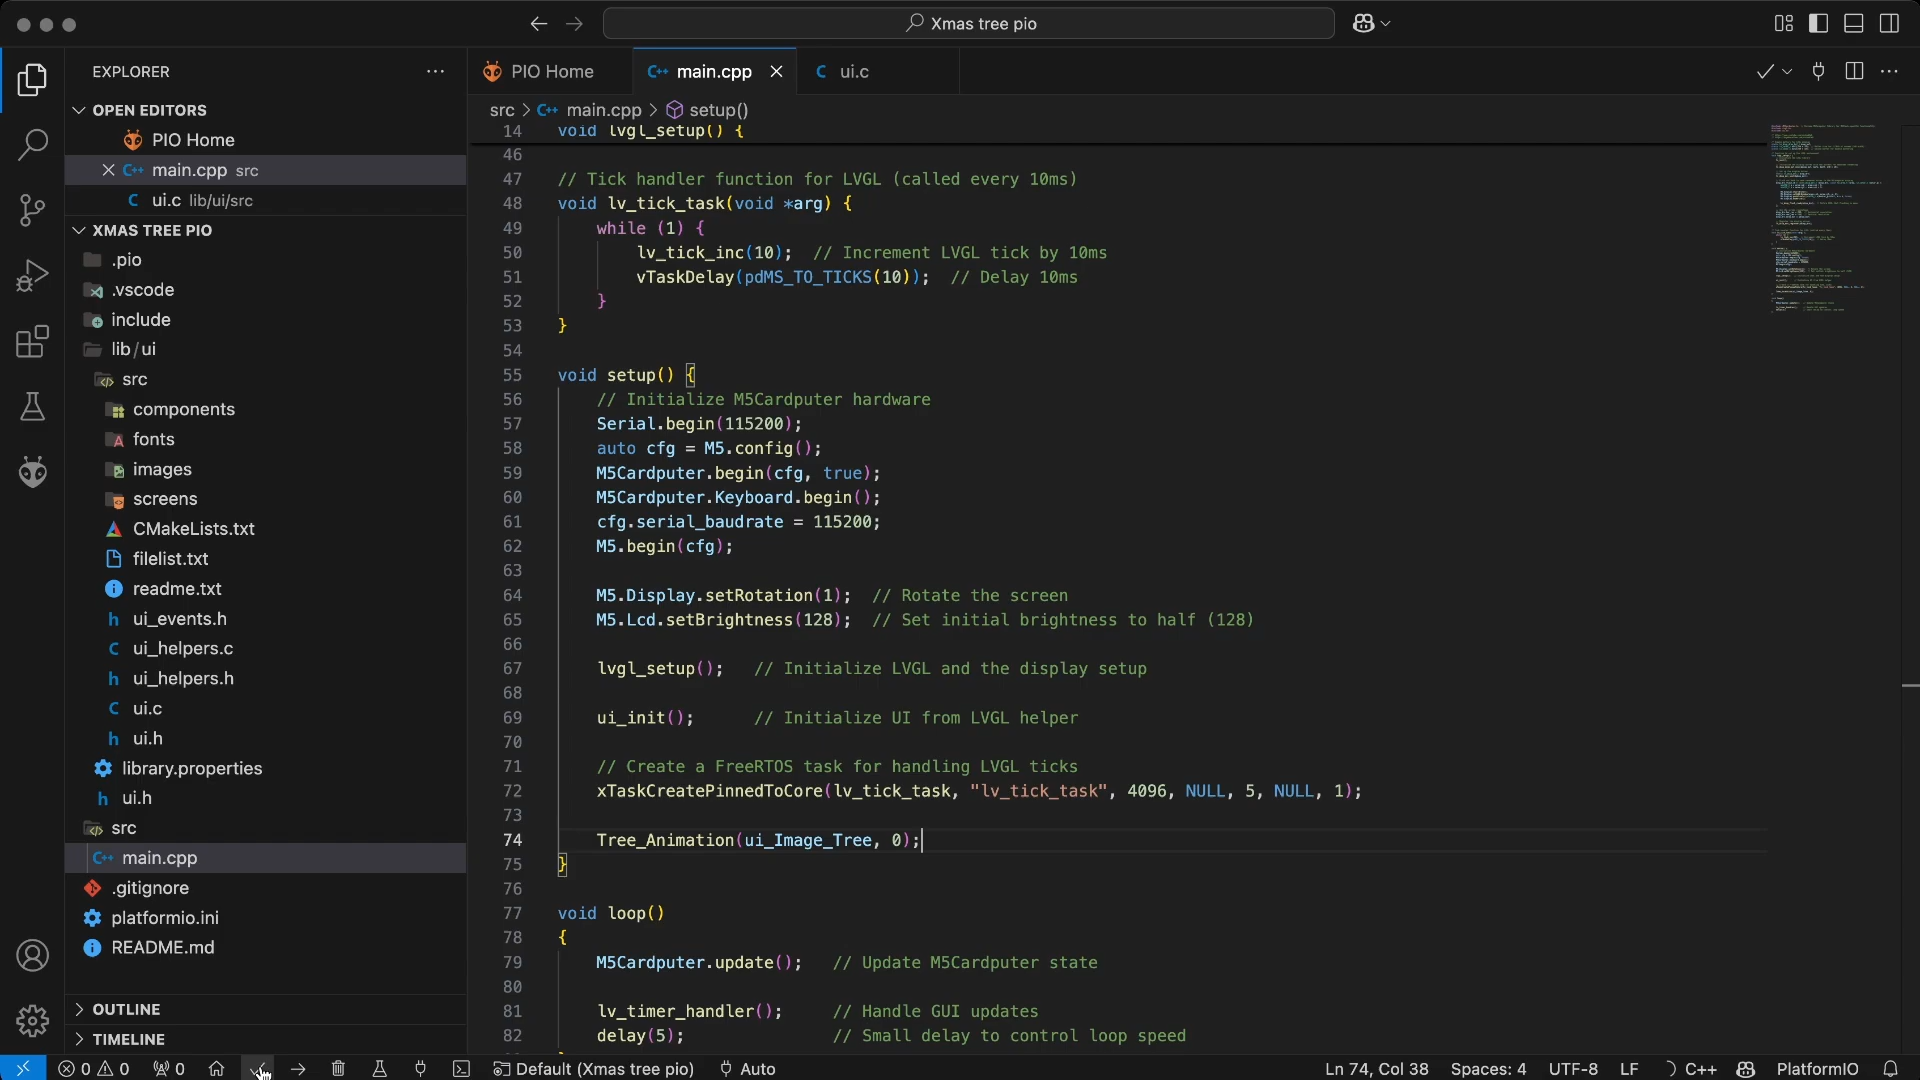 Xmas tree pio
EXPLORER
OPEN EDITORS
PIO Home
main.cpp src
ui.c lib/ui/src
XMAS TREE PIO
.pio
.vscode
include
lib/ui
src
components
fonts
images
screens
CMakeLists.txt
filelist.txt
readme.txt
ui_events.h
ui_helpers.c
ui_helpers.h
ui.c
ui.h
library.properties
ui.h
src
main.cpp
.gitignore
platformio.ini
README.md
OUTLINE
TIMELINE
PIO Home
main.cpp
ui.c
src > main.cpp > setup()
14 void lvgl_setup() {
46
47 // Tick handler function for LVGL (called every 10ms)
48 void lv_tick_task(void *arg) {
49 while (1) {
50 lv_tick_inc(10); // Increment LVGL tick by 10ms
51 vTaskDelay(pdMS_TO_TICKS(10)); // Delay 10ms
52 }
53 }
54
55 void setup() {
56 // Initialize M5Cardputer hardware
57 Serial.begin(115200);
58 auto cfg = M5.config();
59 M5Cardputer.begin(cfg, true);
60 M5Cardputer.Keyboard.begin();
61 cfg.serial_baudrate = 115200;
62 M5.begin(cfg);
63
64 M5.Display.setRotation(1); // Rotate the screen
65 M5.Lcd.setBrightness(128); // Set initial brightness to half (128)
66
67 lvgl_setup(); // Initialize LVGL and the display setup
68
69 ui_init(); // Initialize UI from LVGL helper
70
71 // Create a FreeRTOS task for handling LVGL ticks
72 xTaskCreatePinnedToCore(lv_tick_task, "lv_tick_task", 4096, NULL, 5, NULL, 1);
73
74 Tree_Animation(ui_Image_Tree, 0);
75 }
76
77 void loop()
78 {
79 M5Cardputer.update(); // Update M5Cardputer state
80
81 lv_timer_handler(); // Handle GUI updates
82 delay(5); // Small delay to control loop speed
0 0 0 Default (Xmas tree pio) Auto Ln 74, Col 38 Spaces: 4 UTF-8 LF C++ PlatformIO